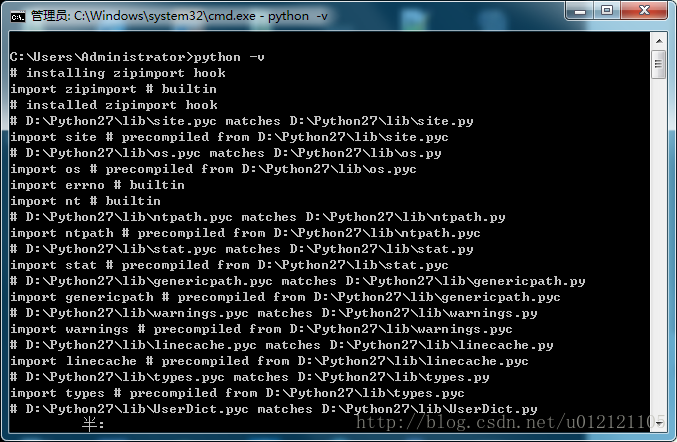 管理员: C:\Windows\system32\cmd.exe - python  -v
C:\Users\Administrator>python -v
# installing zipimport hook
import zipimport # builtin
# installed zipimport hook
# D:\Python27\lib\site.pyc matches D:\Python27\lib\site.py
import site # precompiled from D:\Python27\lib\site.pyc
# D:\Python27\lib\os.pyc matches D:\Python27\lib\os.py
import os # precompiled from D:\Python27\lib\os.pyc
import errno # builtin
import nt # builtin
# D:\Python27\lib\ntpath.pyc matches D:\Python27\lib\ntpath.py
import ntpath # precompiled from D:\Python27\lib\ntpath.pyc
# D:\Python27\lib\stat.pyc matches D:\Python27\lib\stat.py
import stat # precompiled from D:\Python27\lib\stat.pyc
# D:\Python27\lib\genericpath.pyc matches D:\Python27\lib\genericpath.py
import genericpath # precompiled from D:\Python27\lib\genericpath.pyc
# D:\Python27\lib\warnings.pyc matches D:\Python27\lib\warnings.py
import warnings # precompiled from D:\Python27\lib\warnings.pyc
# D:\Python27\lib\linecache.pyc matches D:\Python27\lib\linecache.py
import linecache # precompiled from D:\Python27\lib\linecache.pyc
# D:\Python27\lib\types.pyc matches D:\Python27\lib\types.py
import types # precompiled from D:\Python27\lib\types.pyc
# D:\Python27\lib\UserDict.pyc matches D:\Python27\lib\UserDict.py
半:
http://blog.csdn.net/u012121105